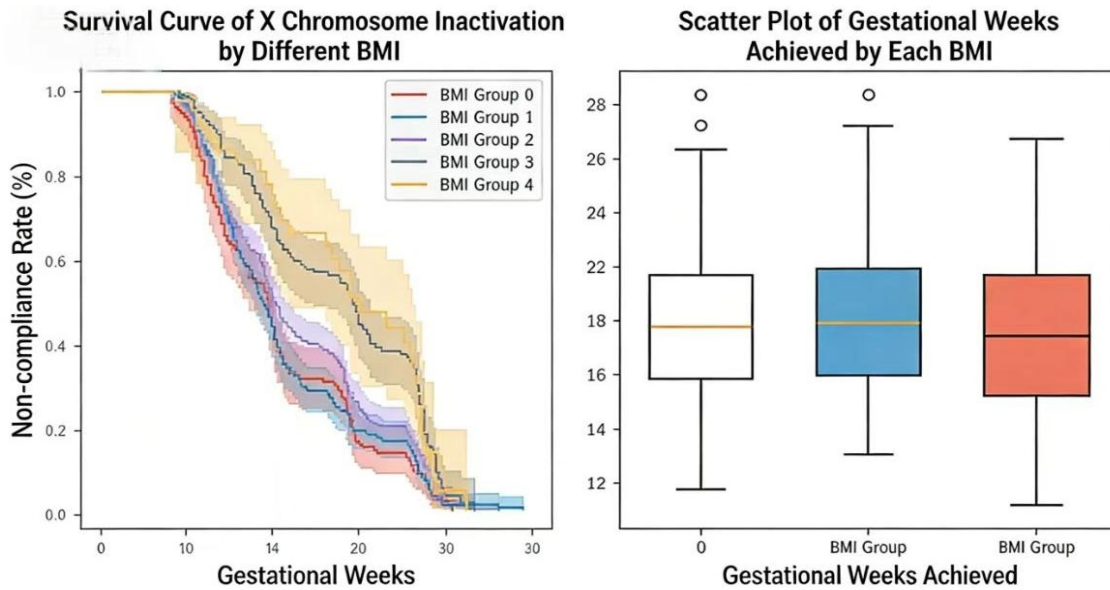 Survival Curve of X Chromosome Inactivation
by Different BMI
Non-compliance Rate (%)
1.0
0.8
0.6
0.4
0.2
0.0
BMI Group 0
BMI Group 1
BMI Group 2
BMI Group 3
BMI Group 4
0 10 14 20 30 30
Gestational Weeks
Scatter Plot of Gestational Weeks
Achieved by Each BMI
28
26
24
22
18
16
14
12
0 BMI Group BMI Group
Gestational Weeks Achieved